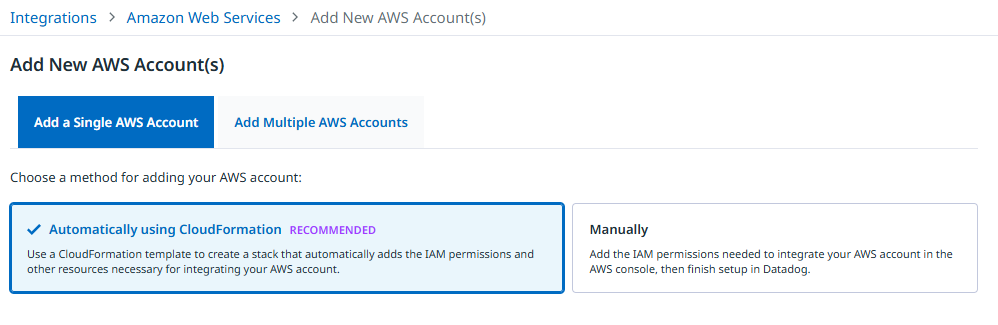 Integrations > Amazon Web Services > Add New AWS Account(s)
Add New AWS Account(s)
Add a Single AWS Account
Add Multiple AWS Accounts
Choose a method for adding your AWS account:
Automatically using CloudFormation RECOMMENDED
Use a CloudFormation template to create a stack that automatically adds the IAM permissions and
other resources necessary for integrating your AWS account.
Manually
Add the IAM permissions needed to integrate your AWS account in the
AWS console, then finish setup in Datadog.